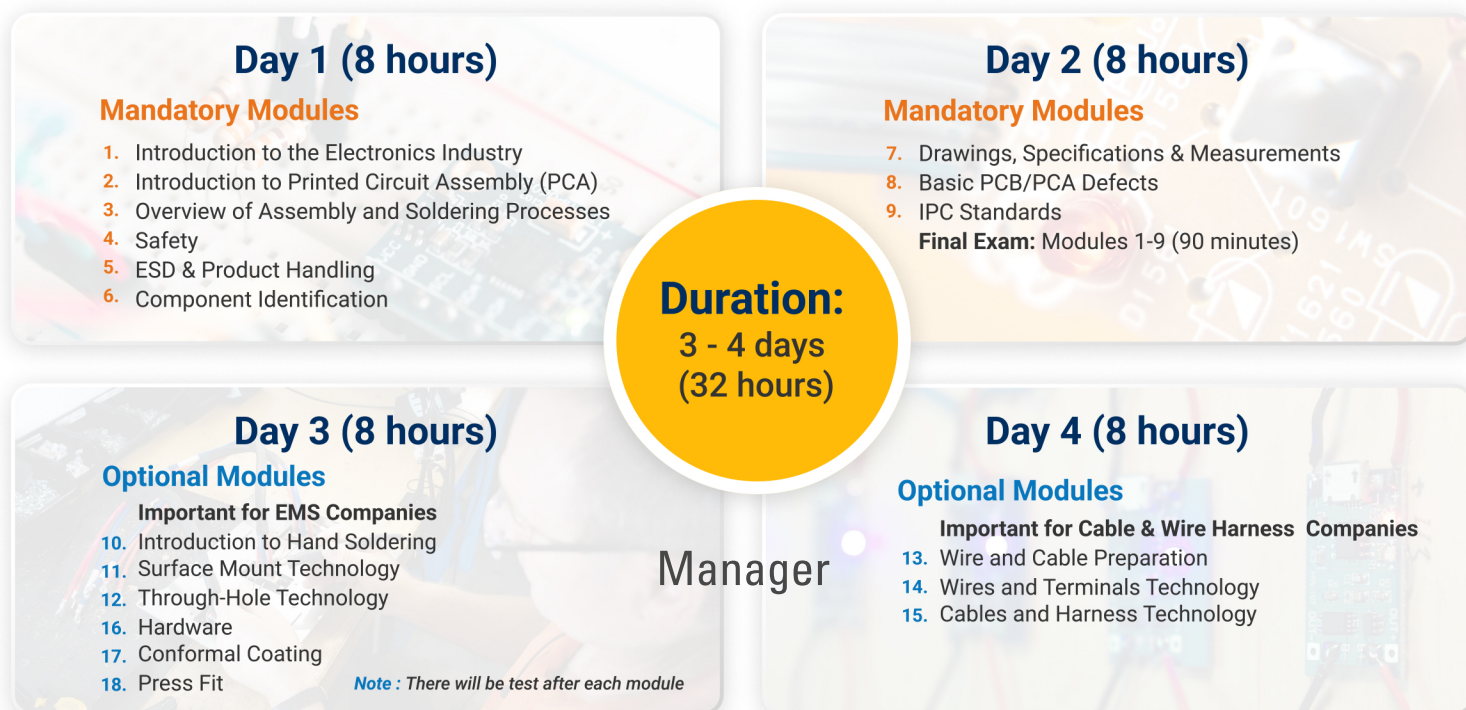 Day 1 (8 hours)
Mandatory Modules
1. Introduction to the Electronics Industry
2. Introduction to Printed Circuit Assembly (PCA)
3. Overview of Assembly and Soldering Processes
4. Safety
5. ESD & Product Handling
6. Component Identification
Day 2 (8 hours)
Mandatory Modules
7. Drawings, Specifications & Measurements
8. Basic PCB/PCA Defects
9. IPC Standards
Final Exam: Modules 1-9 (90 minutes)
Duration:
3 - 4 days
(32 hours)
Day 3 (8 hours)
Optional Modules
Important for EMS Companies
10. Introduction to Hand Soldering
11. Surface Mount Technology
12. Through-Hole Technology
16. Hardware
17. Conformal Coating
18. Press Fit
Note : There will be test after each module
Manager
Day 4 (8 hours)
Optional Modules
Important for Cable & Wire Harness Companies
13. Wire and Cable Preparation
14. Wires and Terminals Technology
15. Cables and Harness Technology